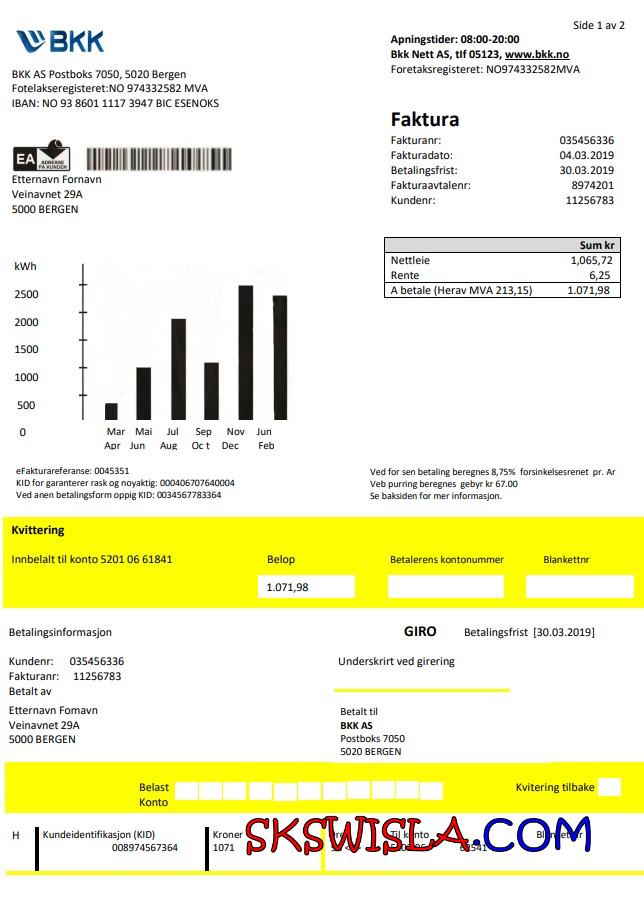 Side 1 av 2
BKK
Apningstider: 08:00-20:00
Bkk Nett AS, tlf 05123, www.bkk.no
Foretaksregisteret: NO974332582MVA
BKK AS Postboks 7050, 5020 Bergen
Fotelakseregisteret:NO 974332582 MVA
IBAN: NO 93 8601 1117 3947 BIC ESENOKS
Faktura
Fakturanr: 035456336
Fakturadato: 04.03.2019
Betalingsfrist: 30.03.2019
Fakturaavtalenr: 8974201
Kundenr: 11256783
EA ADRESSE PÅ KUNDEN
Etternavn Fornavn
Veinavnet 29A
5000 BERGEN
Sum kr
Nettleie 1,065,72
Rente 6,25
A betale (Herav MVA 213,15) 1.071,98
kWh
2500
2000
1500
1000
500
0
Mar Mai Jul Sep Nov Jun
Apr Jun Aug Oc t Dec Feb
eFakturareferanse: 0045351
KID for garanterer rask og noyaktig: 000406707640004
Ved anen betalingsform oppig KID: 0034567783364
Ved for sen betaling beregnes 8,75% forsinkelsesrenet pr. Ar
Veb purring beregnes gebyr kr 67.00
Se baksiden for mer informasjon.
Kvittering
Innbelalt til konto 5201 06 61841 Belop Betalerens kontonummer Blankettnr
1.071,98
Betalingsinformasjon GIRO Betalingsfrist [30.03.2019]
Kundenr: 035456336
Fakturanr: 11256783
Betalt av
Underskrirt ved girering
Etternavn Fomavn
Veinavnet 29A
5000 BERGEN
Betalt til
BKK AS
Postboks 7050
5020 BERGEN
Belast
Konto
Kvitering tilbake
H Kundeidentifikasjon (KID) Kroner Til konto
008974567364 1071
SKSWISLA.COM